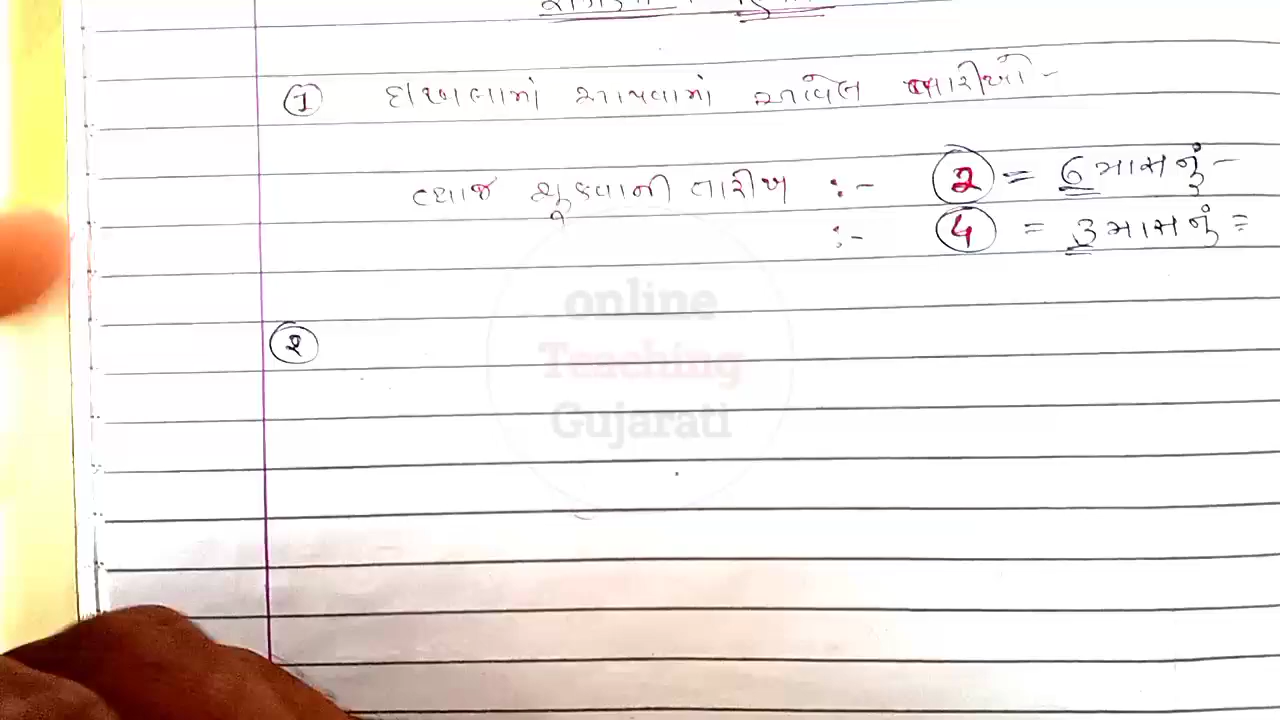 ① દાખલામાં આપવામાં આવેલ બારીઓ -
વ્યાજ ચૂકવાની તારીખ :- ② = 6 માસનું -
:- ④ = 3 માસનું =
online
Teaching
Gujarati
②